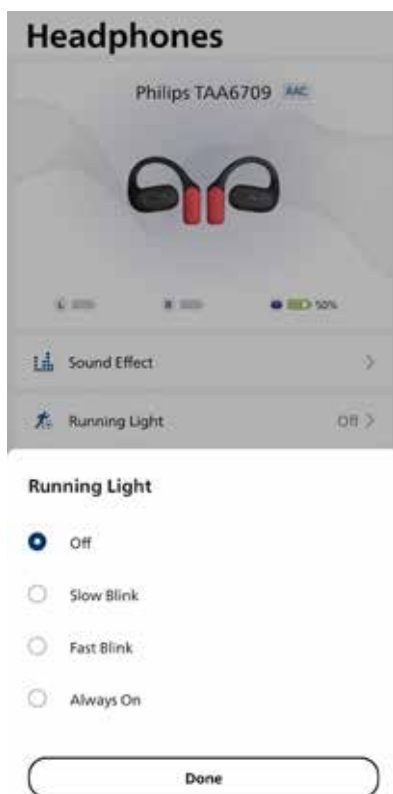 Headphones
Philips TAA6709 AAC
L R 50%
Sound Effect
Running Light Off
Running Light
Off
Slow Blink
Fast Blink
Always On
Done